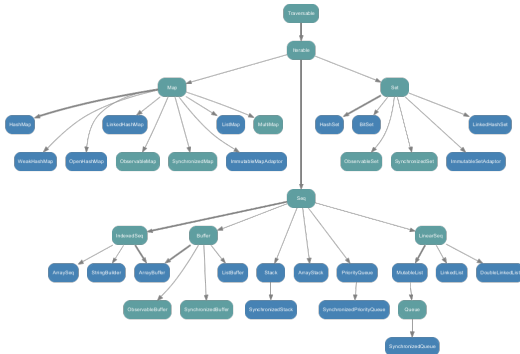 Traversable
Iterable
Map
Set
HashMap
LinkedHashMap
ListMap
MultiMap
HashSet
BitSet
LinkedHashSet
WeakHashMap
OpenHashMap
ObservableMap
SynchronizedMap
ImmutableMapAdaptor
ObservableSet
SynchronizedSet
ImmutableSetAdaptor
Seq
IndexedSeq
Buffer
LinearSeq
ArraySeq
StringBuilder
ArrayBuffer
ListBuffer
Stack
ArrayStack
PriorityQueue
MutableList
LinkedList
DoubleLinkedList
ObservableBuffer
SynchronizedBuffer
SynchronizedStack
SynchronizedPriorityQueue
Queue
SynchronizedQueue